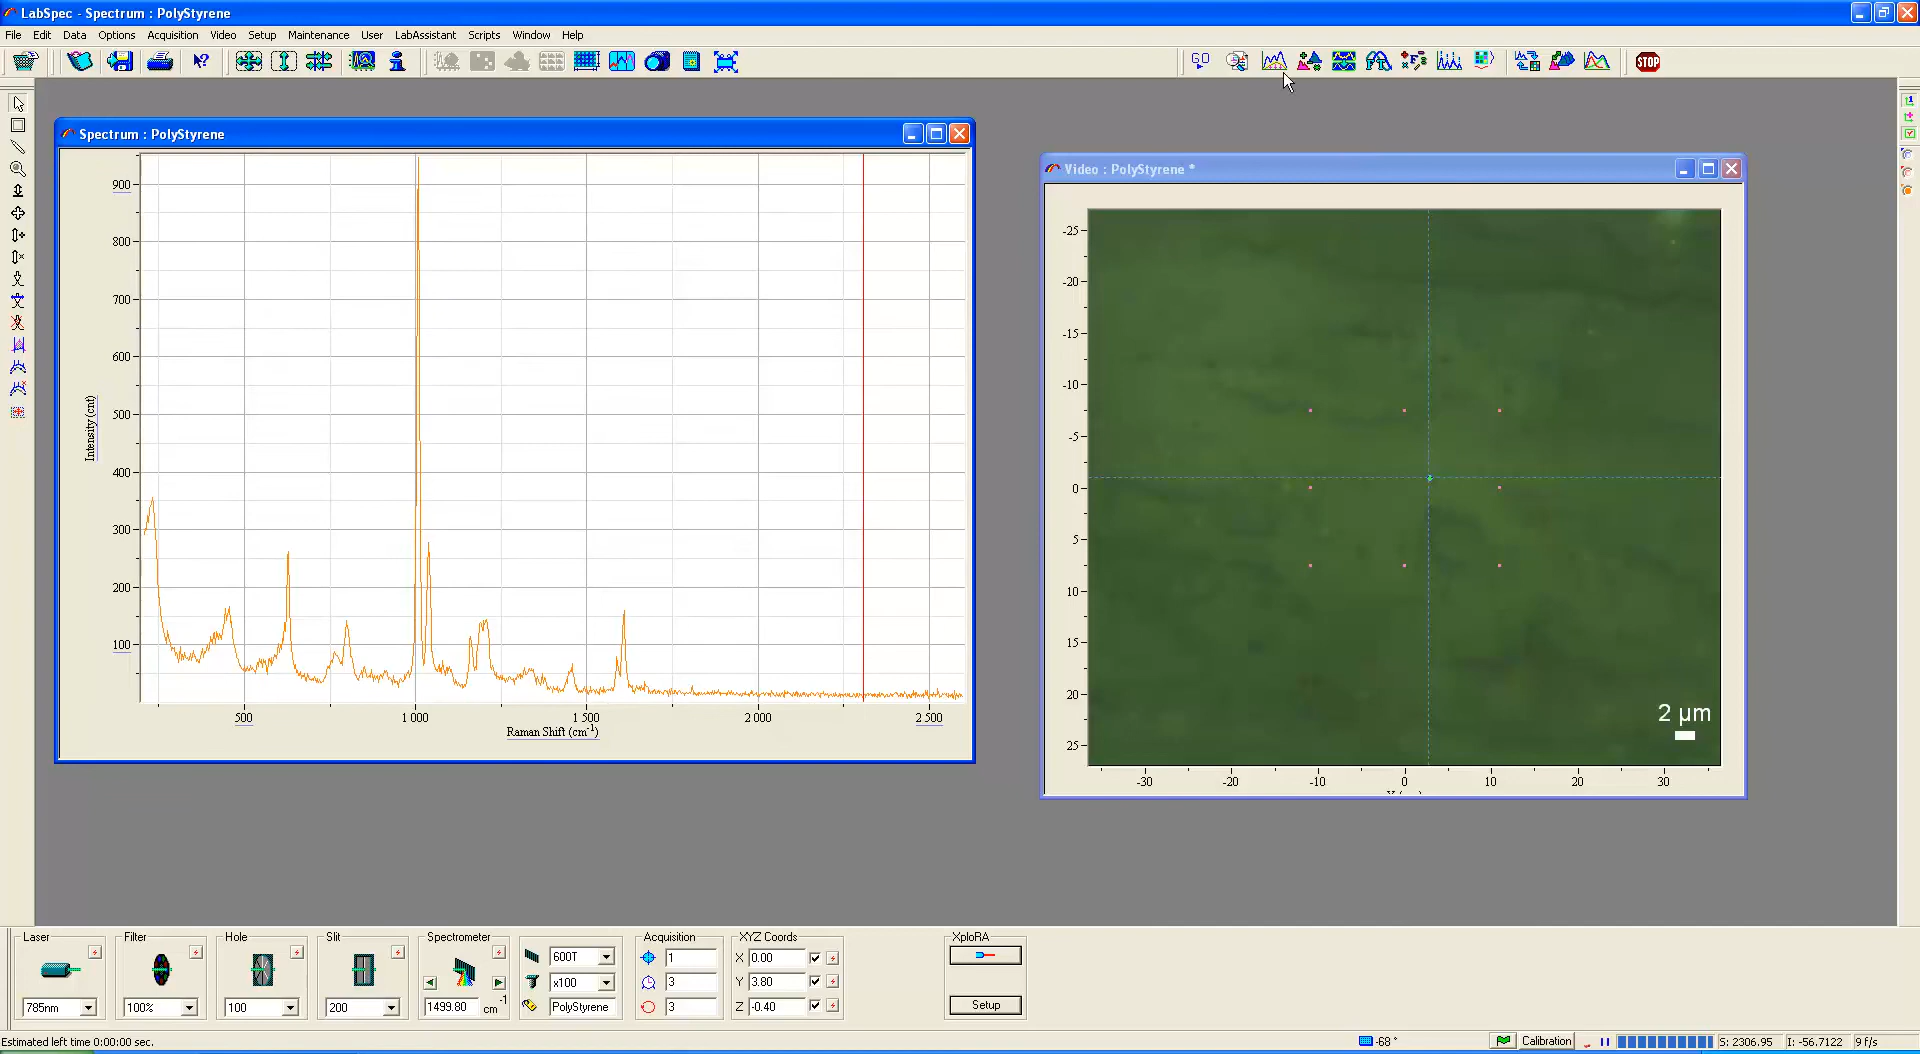 LabSpec - Spectrum : PolyStyrene
File Edit Data Options Acquisition Video Setup Maintenance User LabAssistant Scripts Window Help
GO
STOP
Spectrum : PolyStyrene
900
800
700
600
500
400
300
200
100
Intensity (cnt)
500 1 000 1 500 2 000 2 500
Raman Shift (cm-1)
Video : PolyStyrene *
-25
-20
-15
-10
-5
0
5
10
15
20
25
2 µm
-30 -20 -10 0 10 20 30
Laser Filter Hole Slit Spectrometer Acquisition XYZ Coords XploRA
600T 1 X 0.00
x100 3 Y 3.80
785nm 100% 100 200 1499.80 cm-1 PolyStyrene 3 Z -0.40 Setup
Estimated left time 0:00:00 sec. -68 ° Calibration S: 2306.95 I: -56.7122 9 f/s